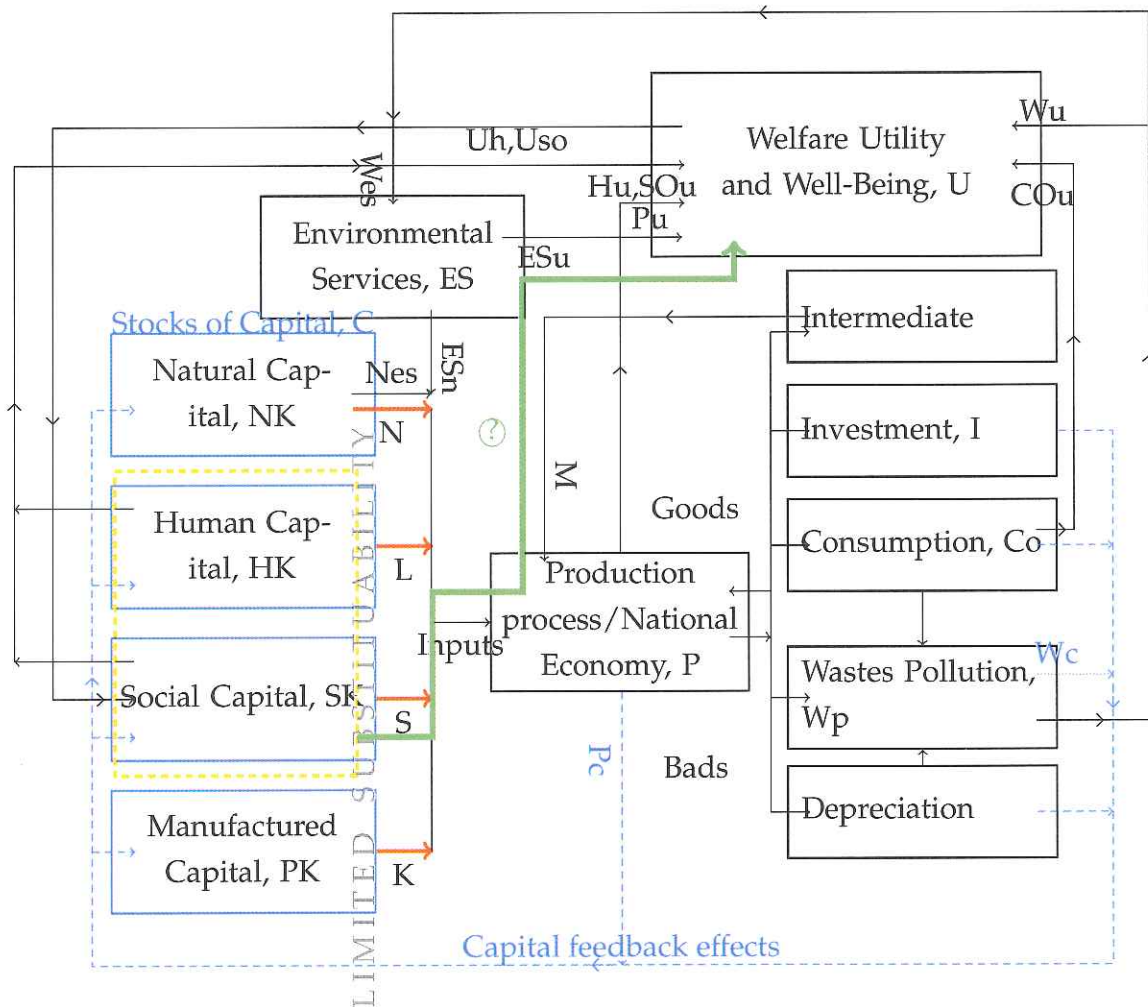 Wu
Uh,Uso
Welfare Utility
and Well-Being, U
Wes
Hu,SOu
COu
Pu
Environmental
Services, ES
ESu
Stocks of Capital, C
Intermediate
Natural Cap-
ital, NK
Nes
ESn
N
?
Investment, I
M
Goods
Human Cap-
ital, HK
L
Consumption, Co
Production
process/National
Economy, P
Inputs
Wastes Pollution,
Wp
Wc
Social Capital, SK
S
Pc
Bads
Depreciation
Manufactured
Capital, PK
K
LIMITED SUBSTITUABILITY
Capital feedback effects